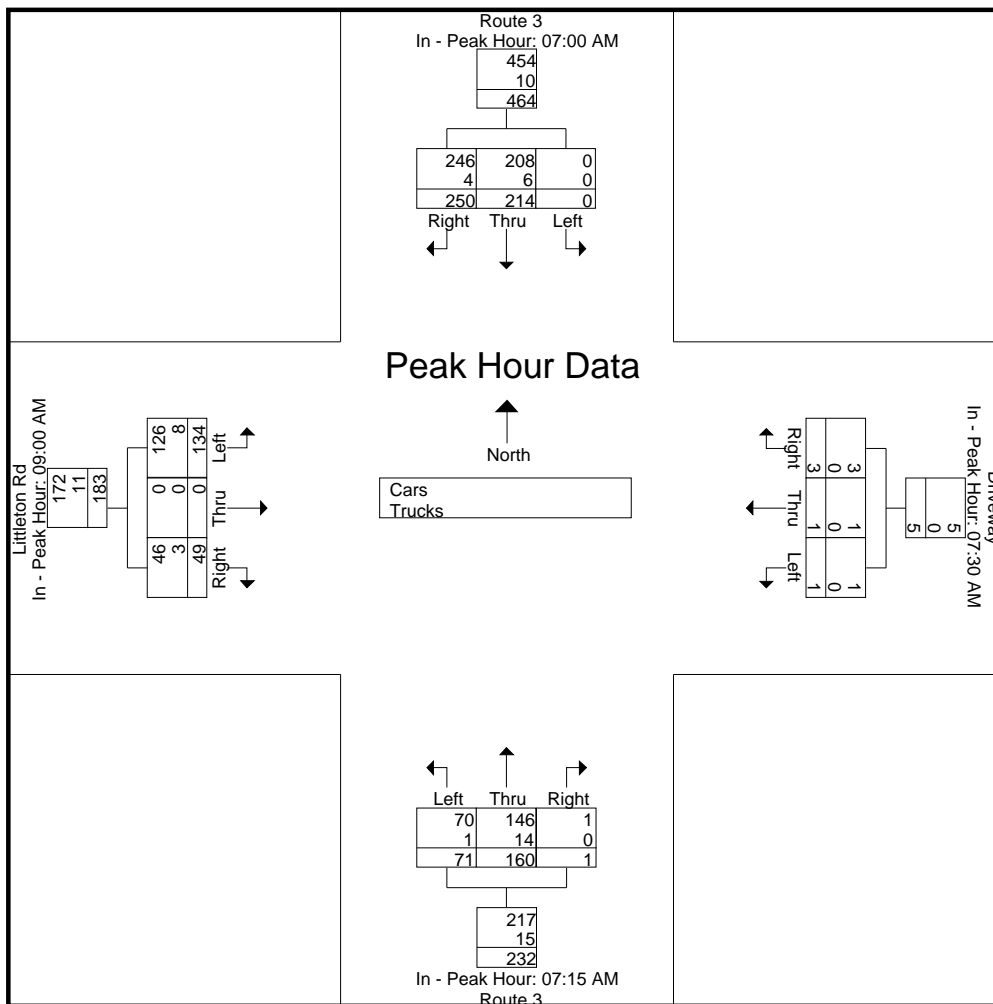 Route 3
In - Peak Hour: 07:00 AM
454
10
464
246 208 0
4 6 0
250 214 0
Right Thru Left
Peak Hour Data
North
Cars
Trucks
Littleton Rd
In - Peak Hour: 09:00 AM
172
11
183
126 0 46
8 0 3
134 0 49
Left Thru Right
Driveway
In - Peak Hour: 07:30 AM
5
0
5
3 1 1
0 0 0
3 1 1
Right Thru Left
Left Thru Right
70 146 1
1 14 0
71 160 1
217
15
232
In - Peak Hour: 07:15 AM
Route 3